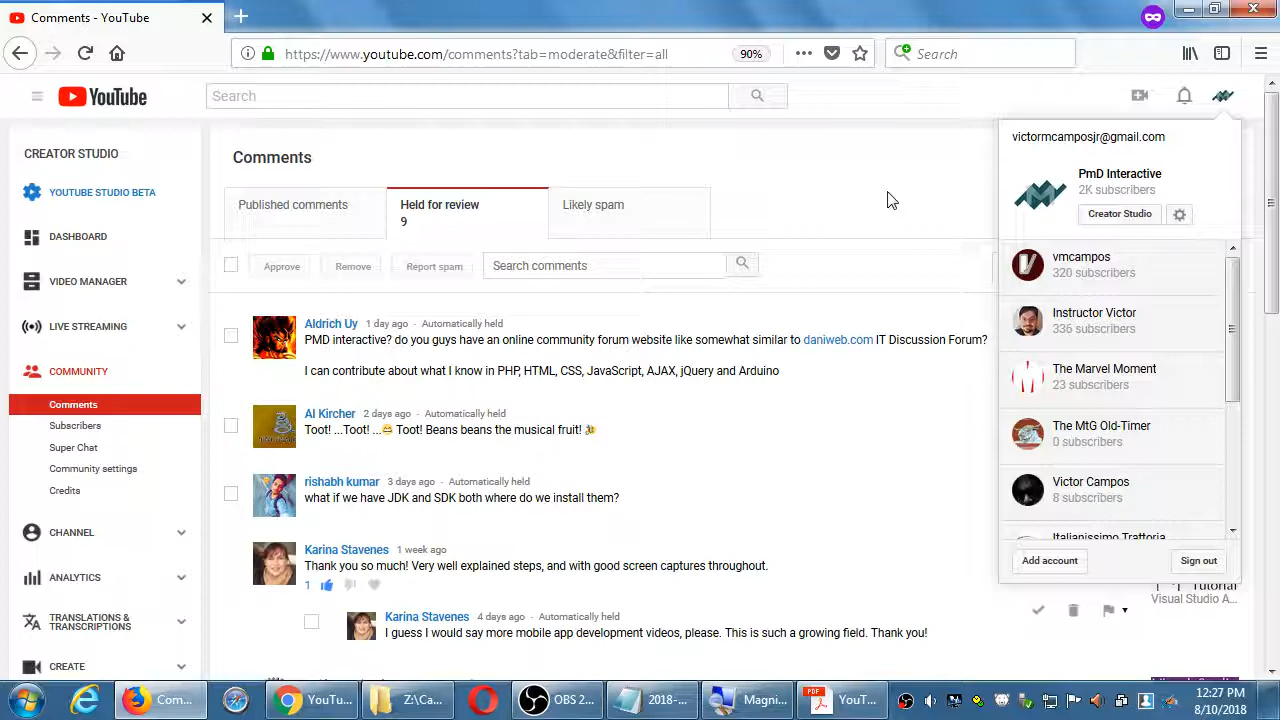 Comments - YouTube
https://www.youtube.com/comments?tab=moderate&filter=all
90%
Search
YouTube
Search
victormcamposjr@gmail.com
PmD Interactive
2K subscribers
Creator Studio
vmcampos
320 subscribers
Instructor Victor
336 subscribers
The Marvel Moment
23 subscribers
The MtG Old-Timer
0 subscribers
Victor Campos
8 subscribers
Italianissimo Trattoria
Add account
Sign out
CREATOR STUDIO
YOUTUBE STUDIO BETA
DASHBOARD
VIDEO MANAGER
LIVE STREAMING
COMMUNITY
Comments
Subscribers
Super Chat
Community settings
Credits
CHANNEL
ANALYTICS
TRANSLATIONS &
TRANSCRIPTIONS
CREATE
Comments
Published comments
Held for review
9
Likely spam
Approve
Remove
Report spam
Search comments
Aldrich Uy 1 day ago - Automatically held
PMD interactive? do you guys have an online community forum website like somewhat similar to daniweb.com IT Discussion Forum?
I can contribute about what I know in PHP, HTML, CSS, JavaScript, AJAX, jQuery and Arduino
Al Kircher 2 days ago - Automatically held
Toot! ...Toot! ...😄 Toot! Beans beans the musical fruit! 🎉
rishabh kumar 3 days ago - Automatically held
what if we have JDK and SDK both where do we install them?
Karina Stavenes 1 week ago
Thank you so much! Very well explained steps, and with good screen captures throughout.
1
Karina Stavenes 4 days ago - Automatically held
I guess I would say more mobile app development videos, please. This is such a growing field. Thank you!
Tutorial
Visual Studio A...
Com...
YouTu...
Z:\Ca...
OBS 2...
2018-...
Magni...
PDF
YouT...
12:27 PM
8/10/2018